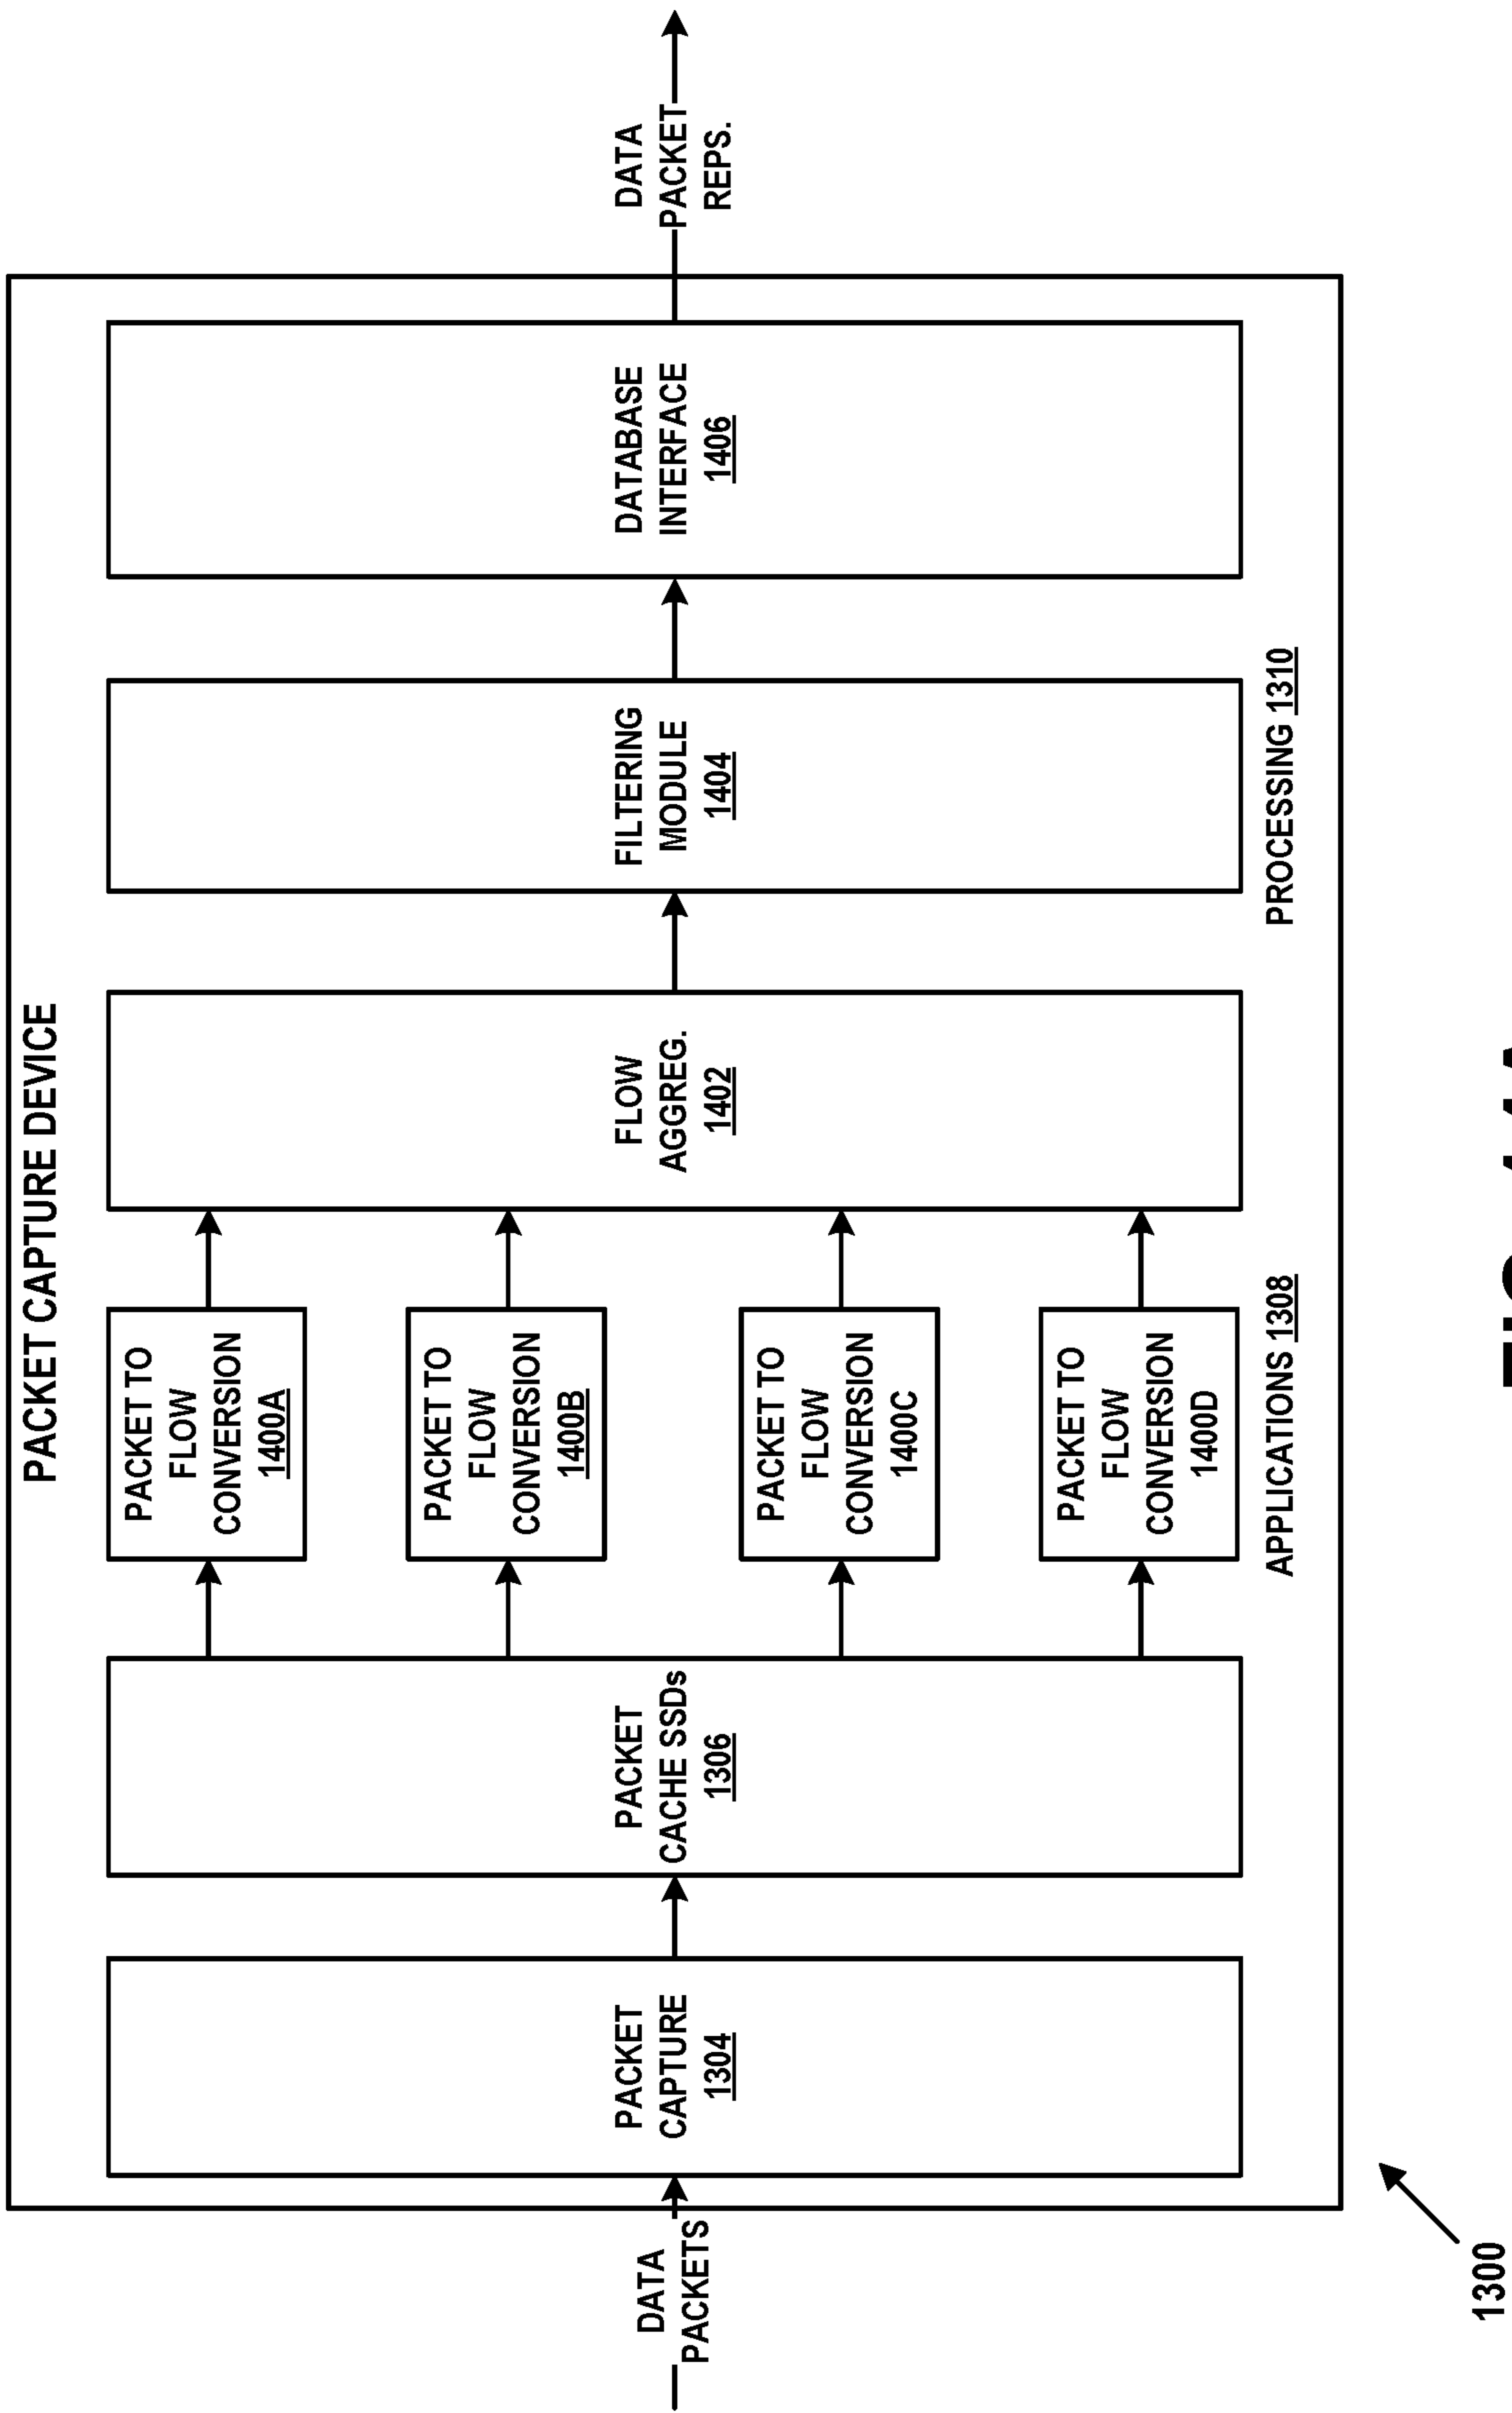 PACKET CAPTURE DEVICE
DATA
PACKETS
PACKET
CAPTURE
1304
PACKET
CACHE SSDs
1306
PACKET TO
FLOW
CONVERSION
1400A
PACKET TO
FLOW
CONVERSION
1400B
PACKET TO
FLOW
CONVERSION
1400C
PACKET TO
FLOW
CONVERSION
1400D
FLOW
AGGREG.
1402
FILTERING
MODULE
1404
DATABASE
INTERFACE
1406
DATA
PACKET
REPS.
APPLICATIONS 1308
PROCESSING 1310
1300